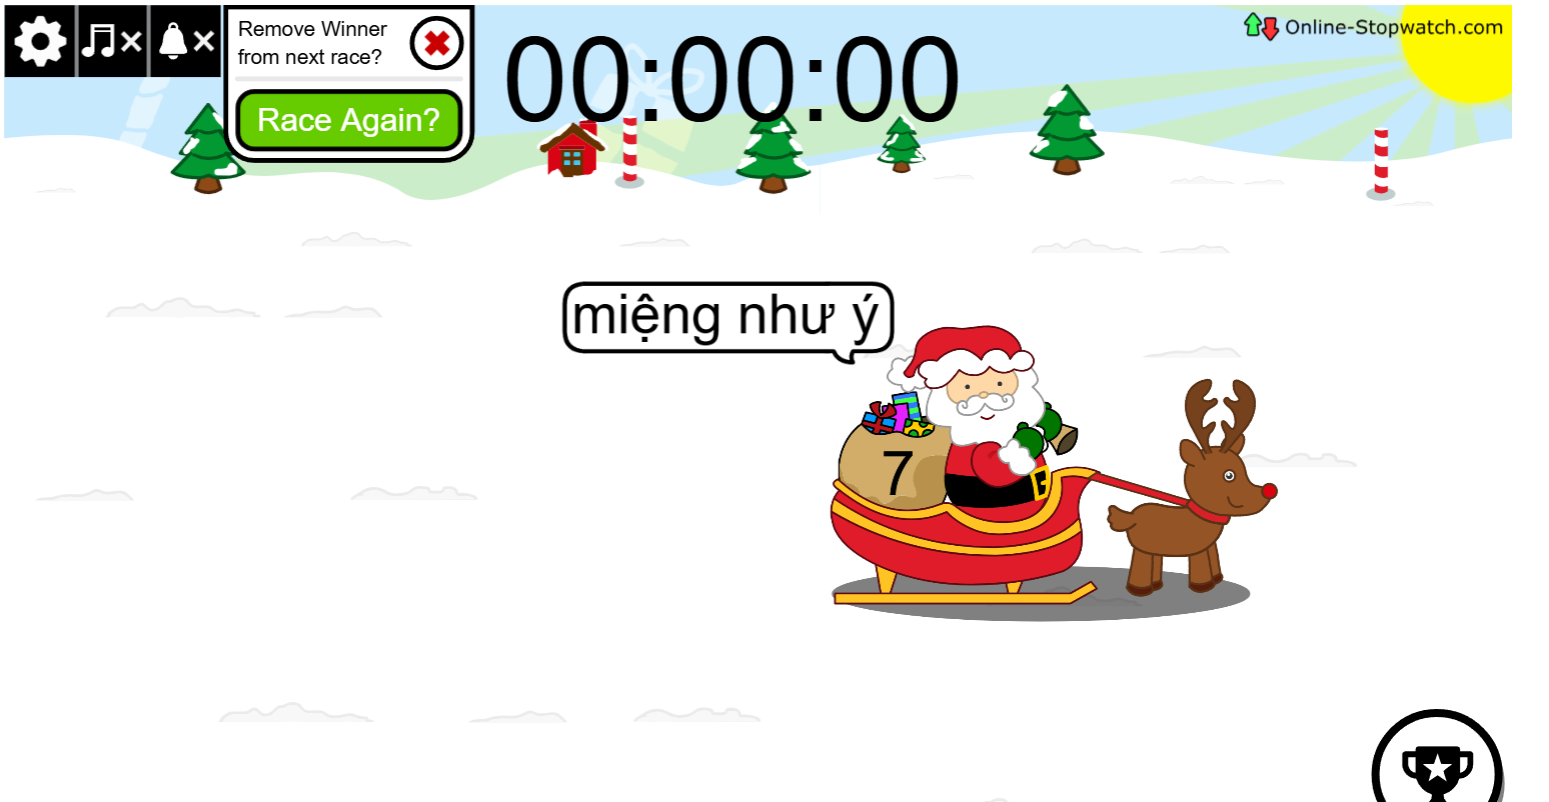 Remove Winner
from next race?
Race Again?
00:00:00
Online-Stopwatch.com
miệng như ý
7